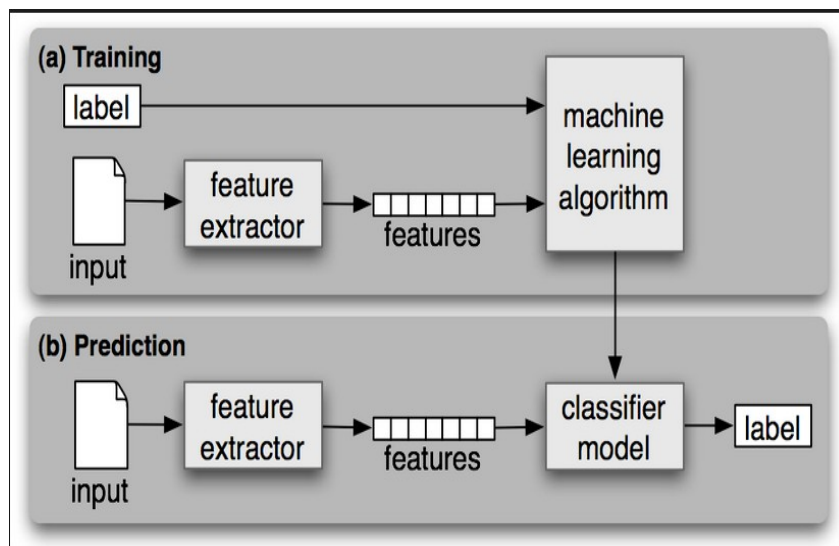 (a) Training
label
machine
learning
algorithm
feature
extractor
features
input
(b) Prediction
feature
extractor
features
input
classifier
model
label